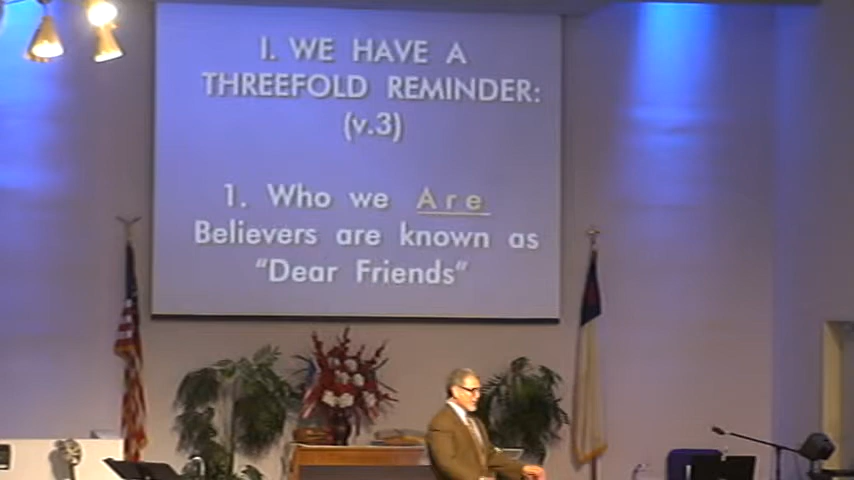 I. WE HAVE A
THREEFOLD REMINDER:
(v.3)
1. Who we Are
Believers are known as
"Dear Friends"